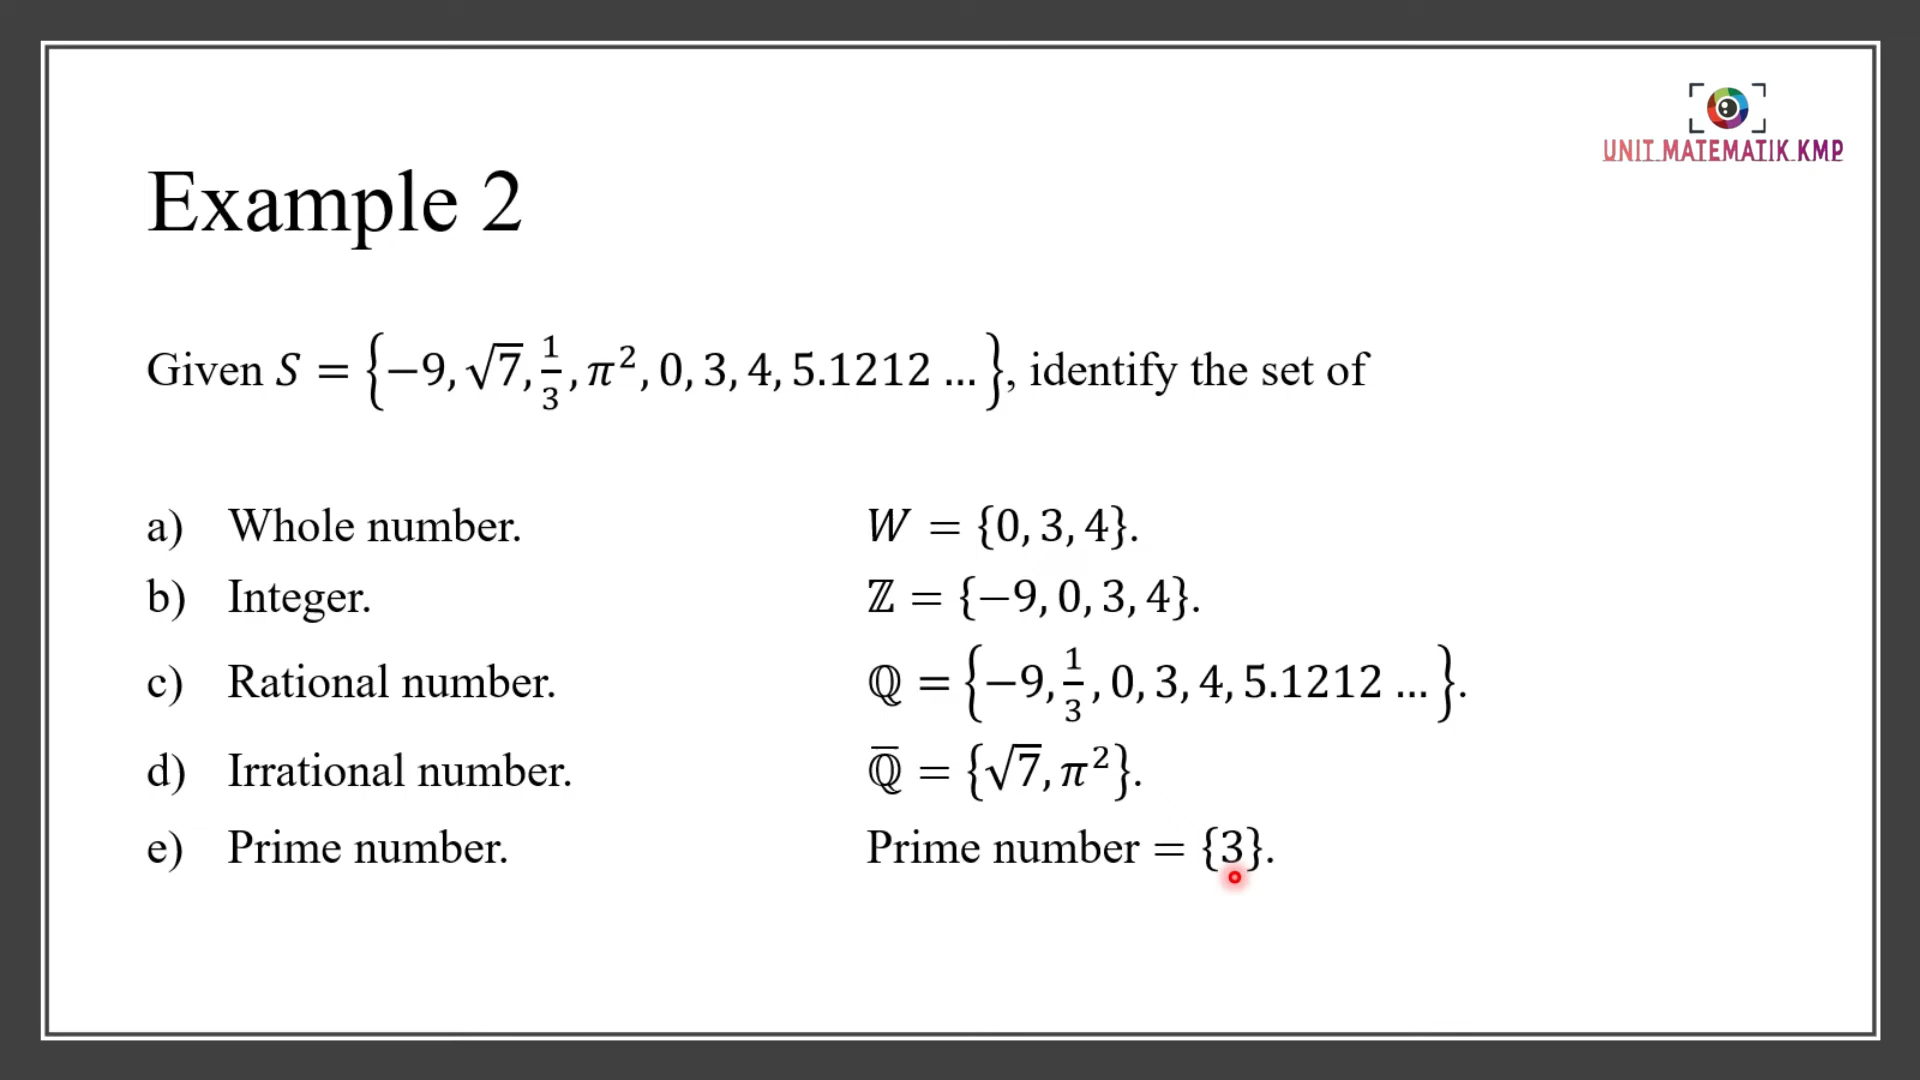 UNIT.MATEMATIK.KMP
Example 2
Given S = {−9, √7, 1/3, π², 0, 3, 4, 5.1212 ...}, identify the set of
a) Whole number. W = {0, 3, 4}.
b) Integer. ℤ = {−9, 0, 3, 4}.
c) Rational number. ℚ = {−9, 1/3, 0, 3, 4, 5.1212 ...}.
d) Irrational number. ℚ̅ = {√7, π²}.
e) Prime number. Prime number = {3}.